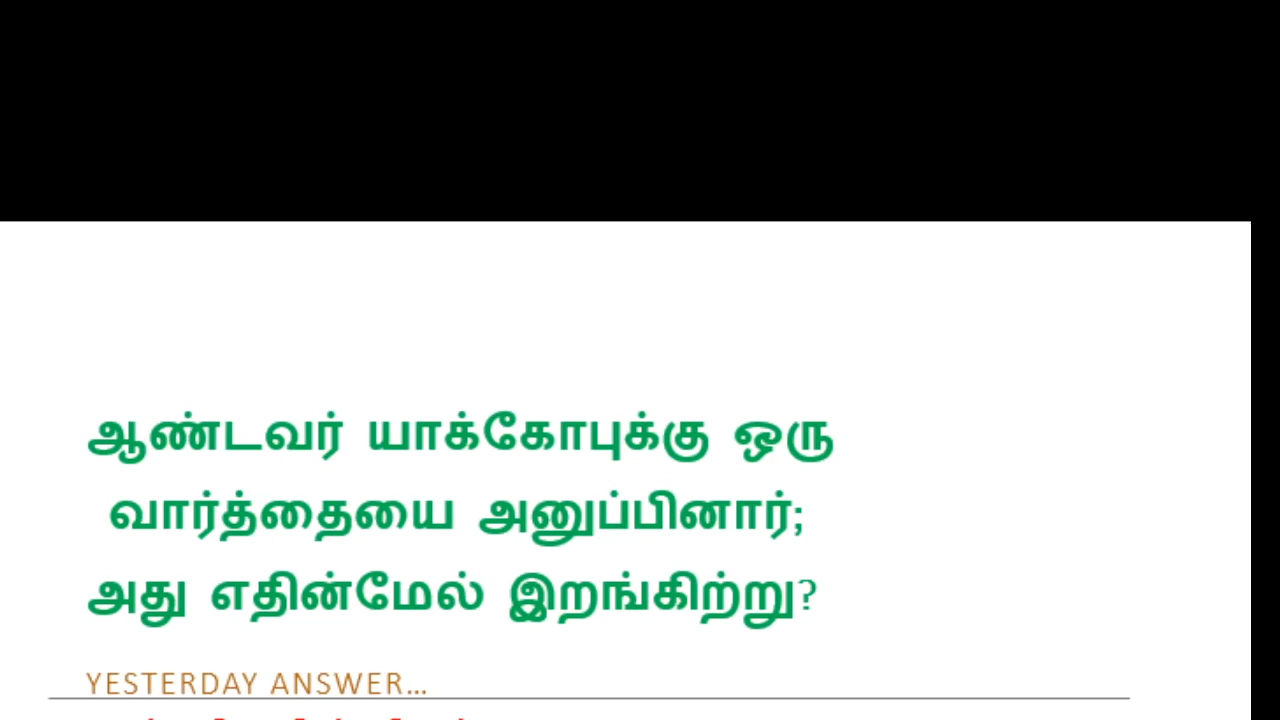 ஆண்டவர் யாக்கோபுக்கு ஒரு
வார்த்தையை அனுப்பினார்;
அது எதின்மேல் இறங்கிற்று?
YESTERDAY ANSWER...